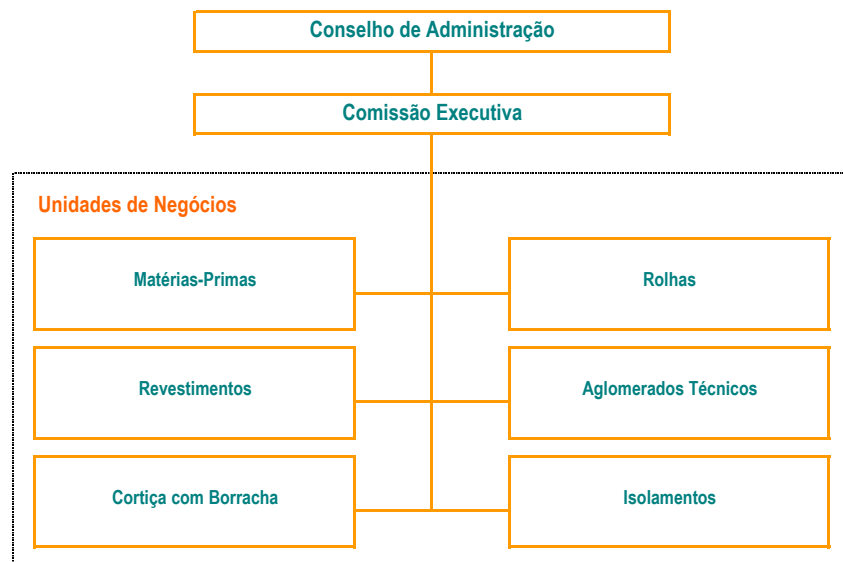 Conselho de Administração
Comissão Executiva
Unidades de Negócios
Matérias-Primas
Rolhas
Revestimentos
Aglomerados Técnicos
Cortiça com Borracha
Isolamentos